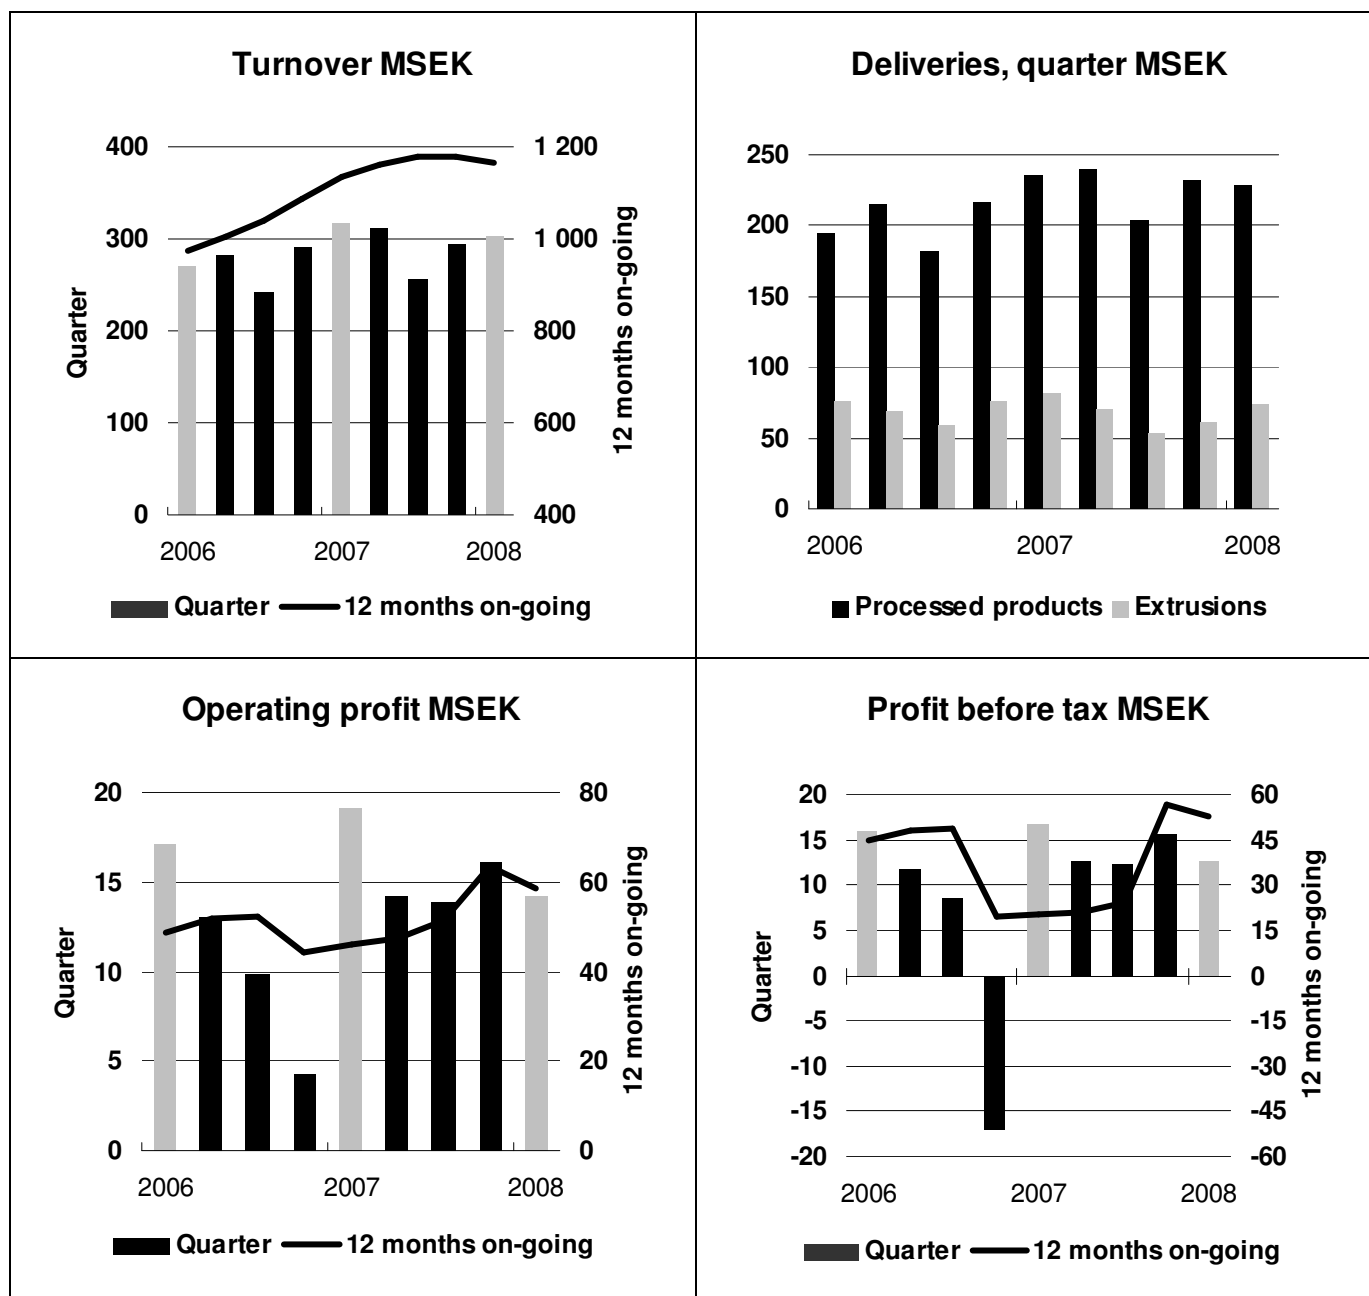 Turnover MSEK
400
300
200
100
0
1 200
1 000
800
600
400
Quarter
12 months on-going
2006 2007 2008
Quarter 12 months on-going
Deliveries, quarter MSEK
250
200
150
100
50
0
2006 2007 2008
Processed products Extrusions
Operating profit MSEK
20
15
10
5
0
80
60
40
20
0
Quarter
12 months on-going
2006 2007 2008
Quarter 12 months on-going
Profit before tax MSEK
20
15
10
5
0
-5
-10
-15
-20
60
45
30
15
0
-15
-30
-45
-60
Quarter
12 months on-going
2006 2007 2008
Quarter 12 months on-going